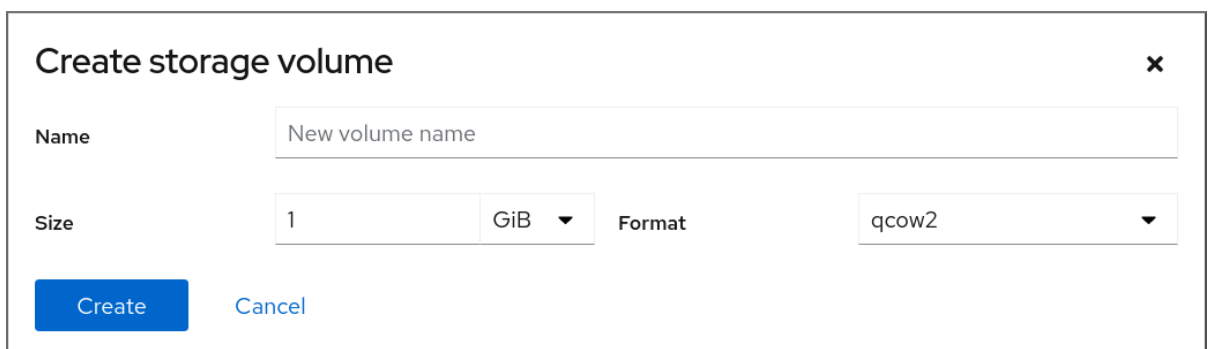 Create storage volume
Name New volume name
Size 1 GiB Format qcow2
Create Cancel